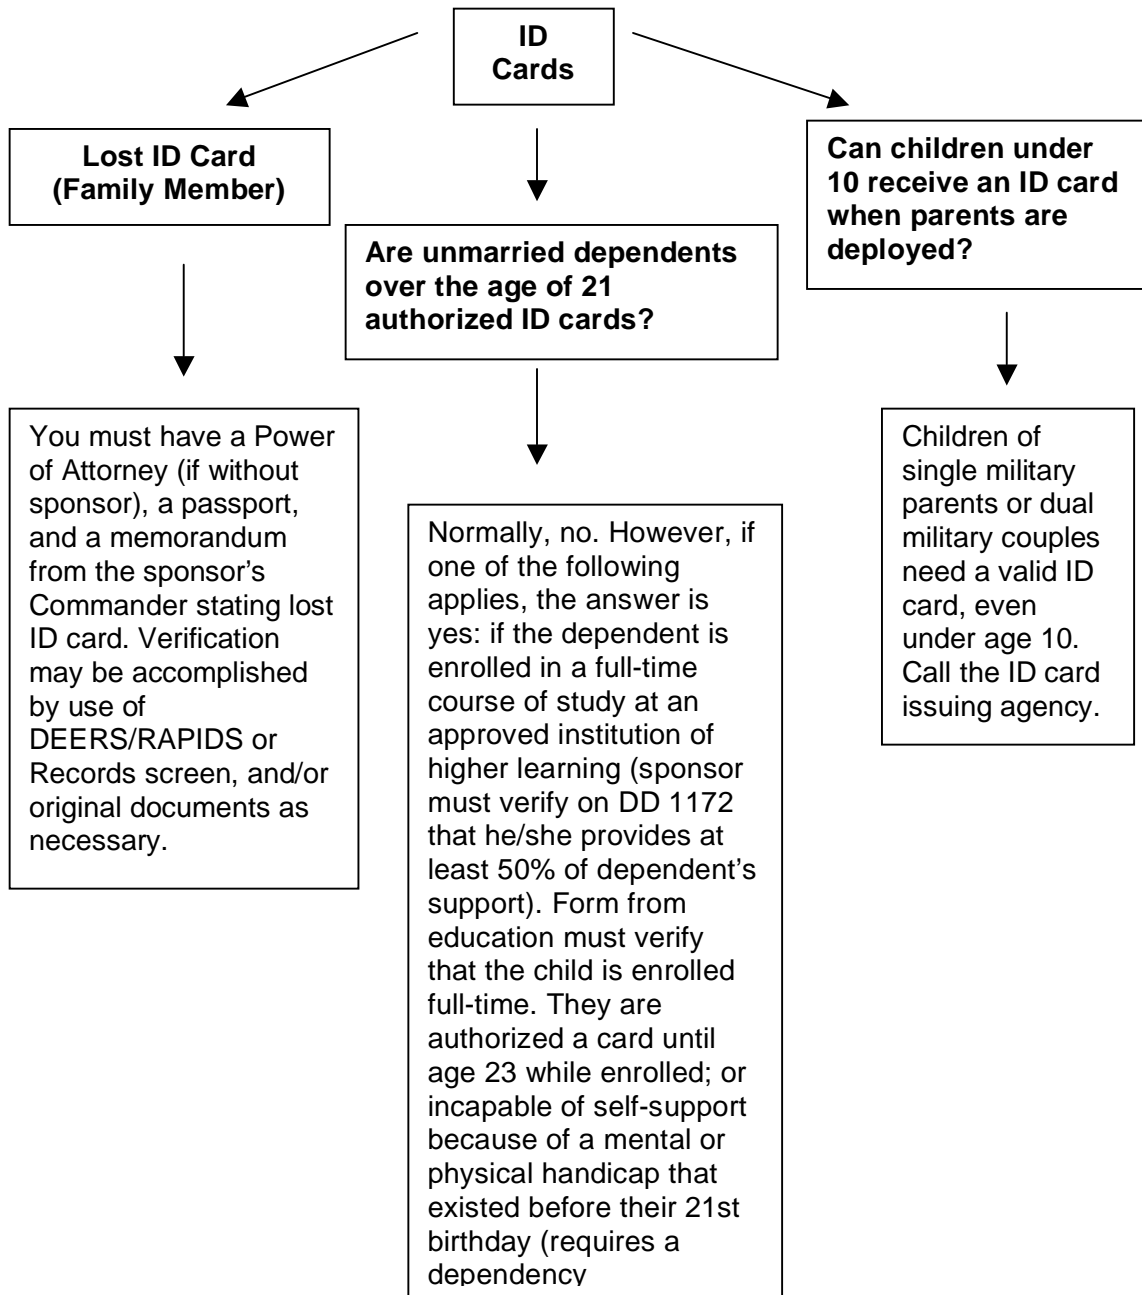 ID
Cards
Lost ID Card
(Family Member)
Are unmarried dependents
over the age of 21
authorized ID cards?
Can children under
10 receive an ID card
when parents are
deployed?
You must have a Power
of Attorney (if without
sponsor), a passport,
and a memorandum
from the sponsor's
Commander stating lost
ID card. Verification
may be accomplished
by use of
DEERS/RAPIDS or
Records screen, and/or
original documents as
necessary.
Normally, no. However, if
one of the following
applies, the answer is
yes: if the dependent is
enrolled in a full-time
course of study at an
approved institution of
higher learning (sponsor
must verify on DD 1172
that he/she provides at
least 50% of dependent's
support). Form from
education must verify
that the child is enrolled
full-time. They are
authorized a card until
age 23 while enrolled; or
incapable of self-support
because of a mental or
physical handicap that
existed before their 21st
birthday (requires a
dependency
Children of
single military
parents or dual
military couples
need a valid ID
card, even
under age 10.
Call the ID card
issuing agency.